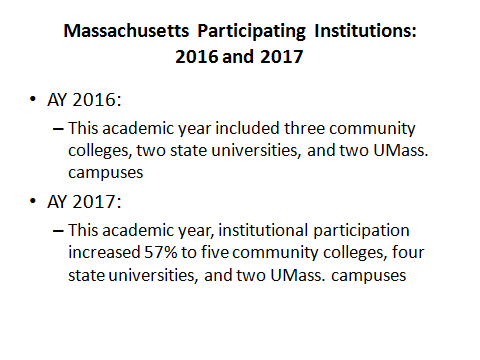 Massachusetts Participating Institutions:
2016 and 2017
• AY 2016:
– This academic year included three community
colleges, two state universities, and two UMass.
campuses
• AY 2017:
– This academic year, institutional participation
increased 57% to five community colleges, four
state universities, and two UMass. campuses